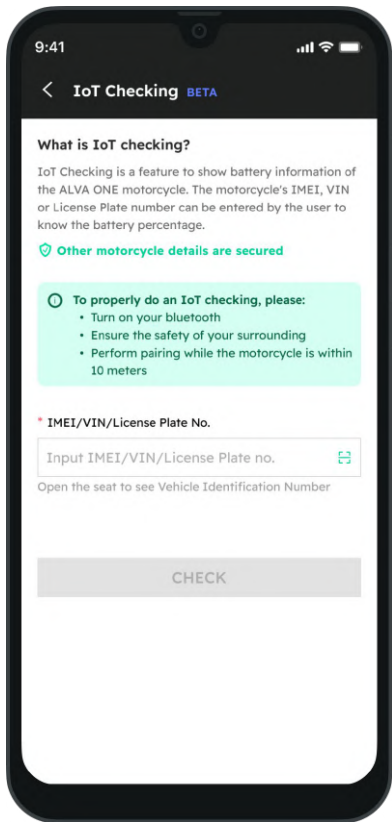 9:41
IoT Checking BETA
What is IoT checking?
IoT Checking is a feature to show battery information of
the ALVA ONE motorcycle. The motorcycle's IMEI, VIN
or License Plate number can be entered by the user to
know the battery percentage.
Other motorcycle details are secured
To properly do an IoT checking, please:
• Turn on your bluetooth
• Ensure the safety of your surrounding
• Perform pairing while the motorcycle is within
10 meters
* IMEI/VIN/License Plate No.
Input IMEI/VIN/License Plate no.
Open the seat to see Vehicle Identification Number
CHECK